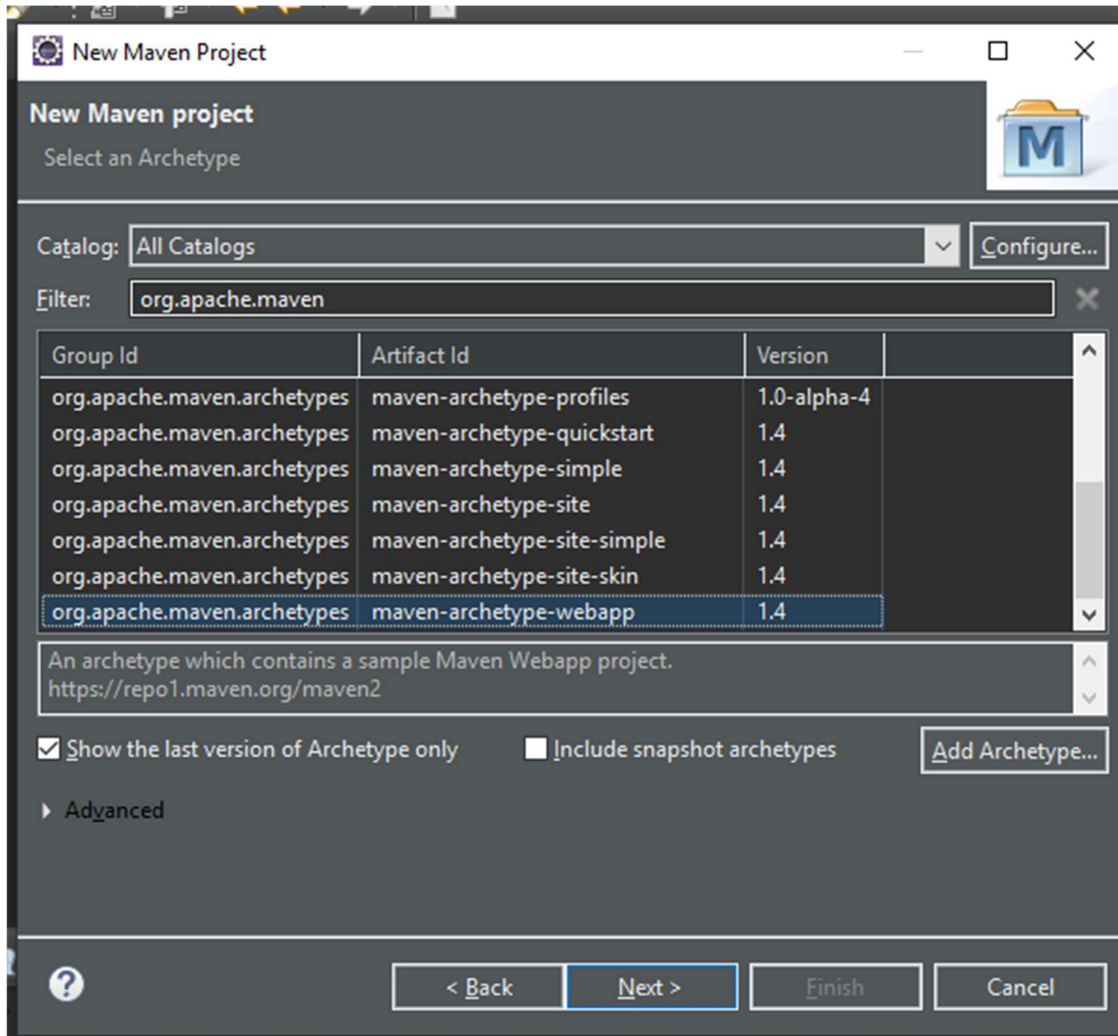 New Maven Project
New Maven project
Select an Archetype
Catalog: All Catalogs Configure...
Filter: org.apache.maven
Group Id Artifact Id Version
org.apache.maven.archetypes maven-archetype-profiles 1.0-alpha-4
org.apache.maven.archetypes maven-archetype-quickstart 1.4
org.apache.maven.archetypes maven-archetype-simple 1.4
org.apache.maven.archetypes maven-archetype-site 1.4
org.apache.maven.archetypes maven-archetype-site-simple 1.4
org.apache.maven.archetypes maven-archetype-site-skin 1.4
org.apache.maven.archetypes maven-archetype-webapp 1.4
An archetype which contains a sample Maven Webapp project.
https://repo1.maven.org/maven2
Show the last version of Archetype only Include snapshot archetypes Add Archetype...
Advanced
< Back Next > Finish Cancel